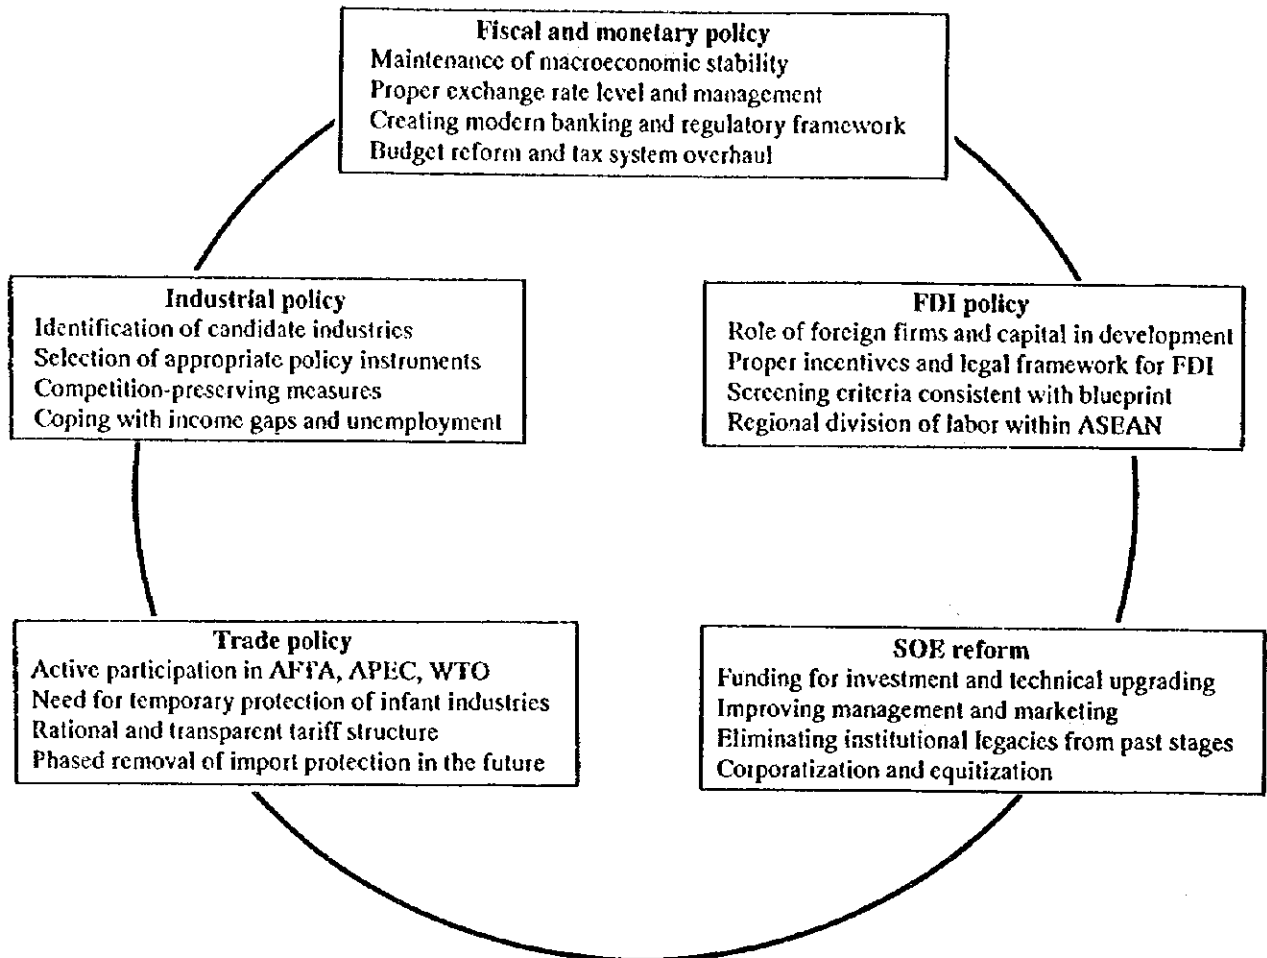 Fiscal and monetary policy
Maintenance of macroeconomic stability
Proper exchange rate level and management
Creating modern banking and regulatory framework
Budget reform and tax system overhaul
Industrial policy
Identification of candidate industries
Selection of appropriate policy instruments
Competition-preserving measures
Coping with income gaps and unemployment
FDI policy
Role of foreign firms and capital in development
Proper incentives and legal framework for FDI
Screening criteria consistent with blueprint
Regional division of labor within ASEAN
Trade policy
Active participation in AFTA, APEC, WTO
Need for temporary protection of infant industries
Rational and transparent tariff structure
Phased removal of import protection in the future
SOE reform
Funding for investment and technical upgrading
Improving management and marketing
Eliminating institutional legacies from past stages
Corporatization and equitization